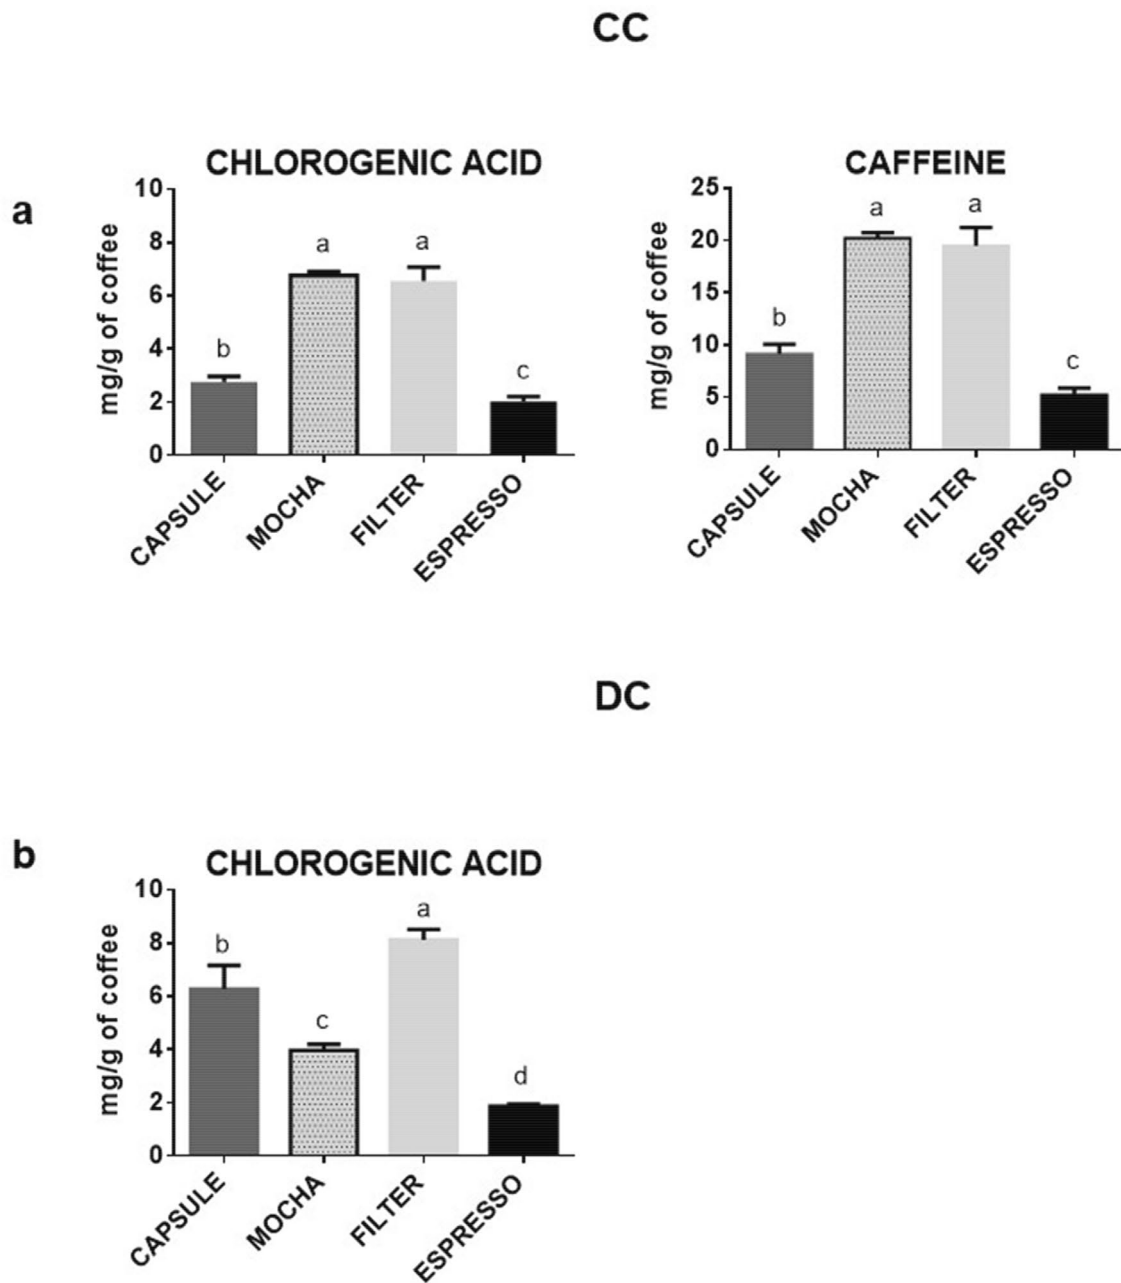 CC
a
CHLOROGENIC ACID
mg/g of coffee
10
8
6
4
2
0
b
a
a
c
CAPSULE
MOCHA
FILTER
ESPRESSO
CAFFEINE
mg/g of coffee
25
20
15
10
5
0
b
a
a
c
CAPSULE
MOCHA
FILTER
ESPRESSO
DC
b
CHLOROGENIC ACID
mg/g of coffee
10
8
6
4
2
0
b
c
a
d
CAPSULE
MOCHA
FILTER
ESPRESSO